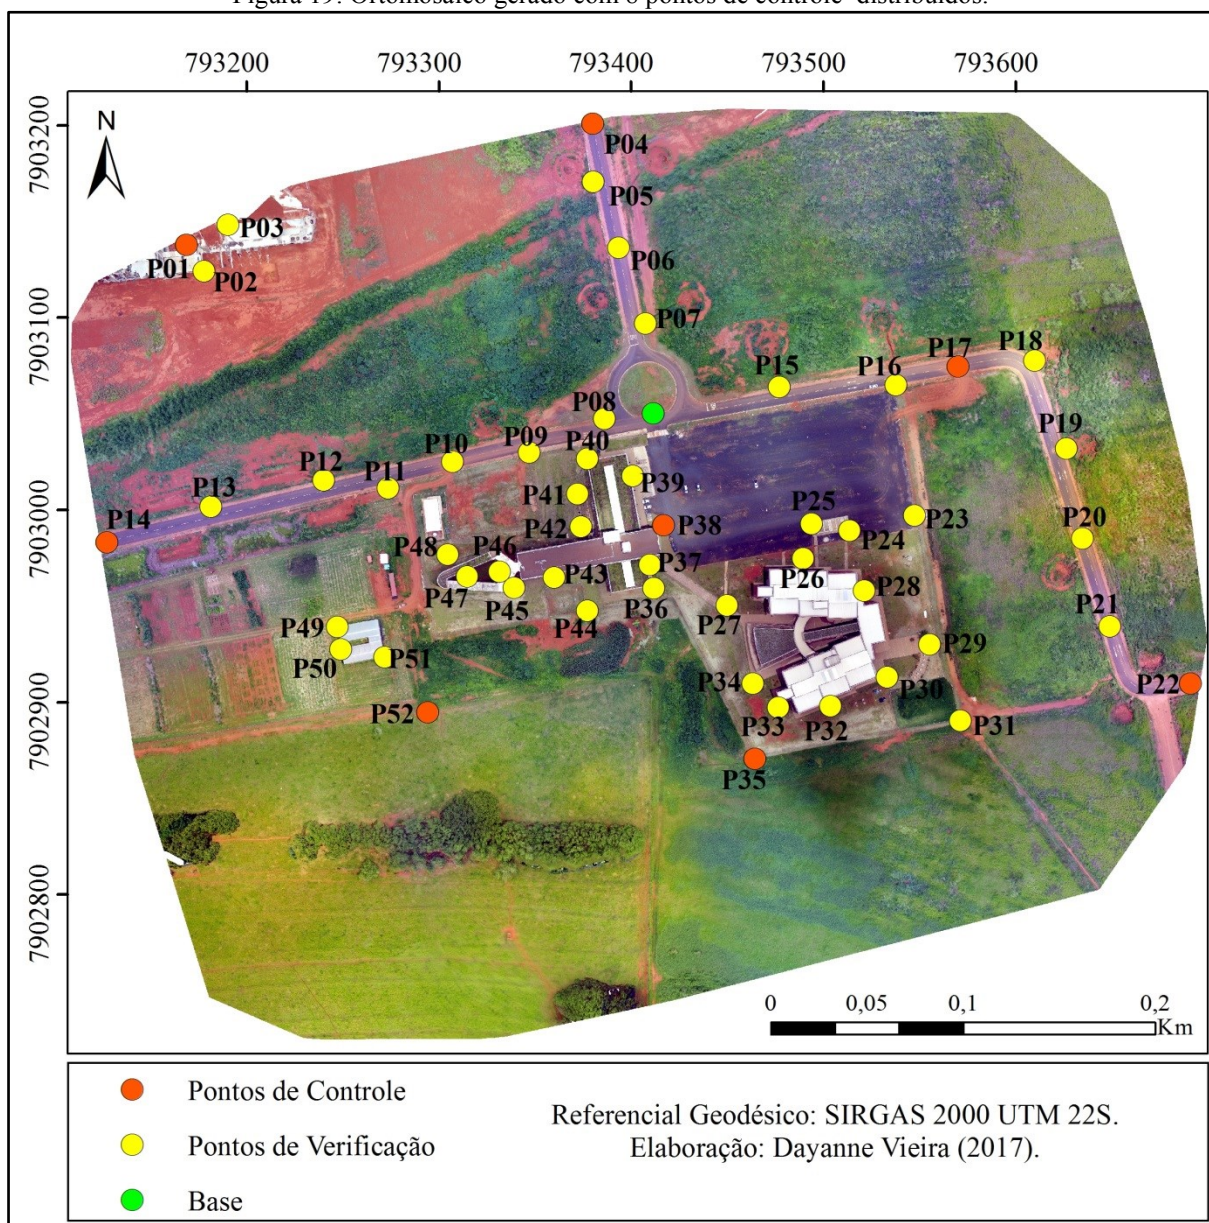 Figura 19: Ortomosaico gerado com 8 pontos de controle distribuídos.
793200 793300 793400 793500 793600
7903200
7903100
7903000
7902900
7902800
N
P04
P05
P03
P01
P02
P06
P07
P15
P16
P17
P18
P08
P19
P09
P40
P10
P12
P11
P13
P39
P41
P14
P42
P38
P25
P23
P24
P20
P48
P46
P37
P26
P47
P43
P28
P45
P36
P44
P27
P21
P49
P50
P51
P29
P34
P30
P22
P52
P33
P32
P31
P35
0 0,05 0,1 0,2
Km
Pontos de Controle
Pontos de Verificação
Base
Referencial Geodésico: SIRGAS 2000 UTM 22S.
Elaboração: Dayanne Vieira (2017).